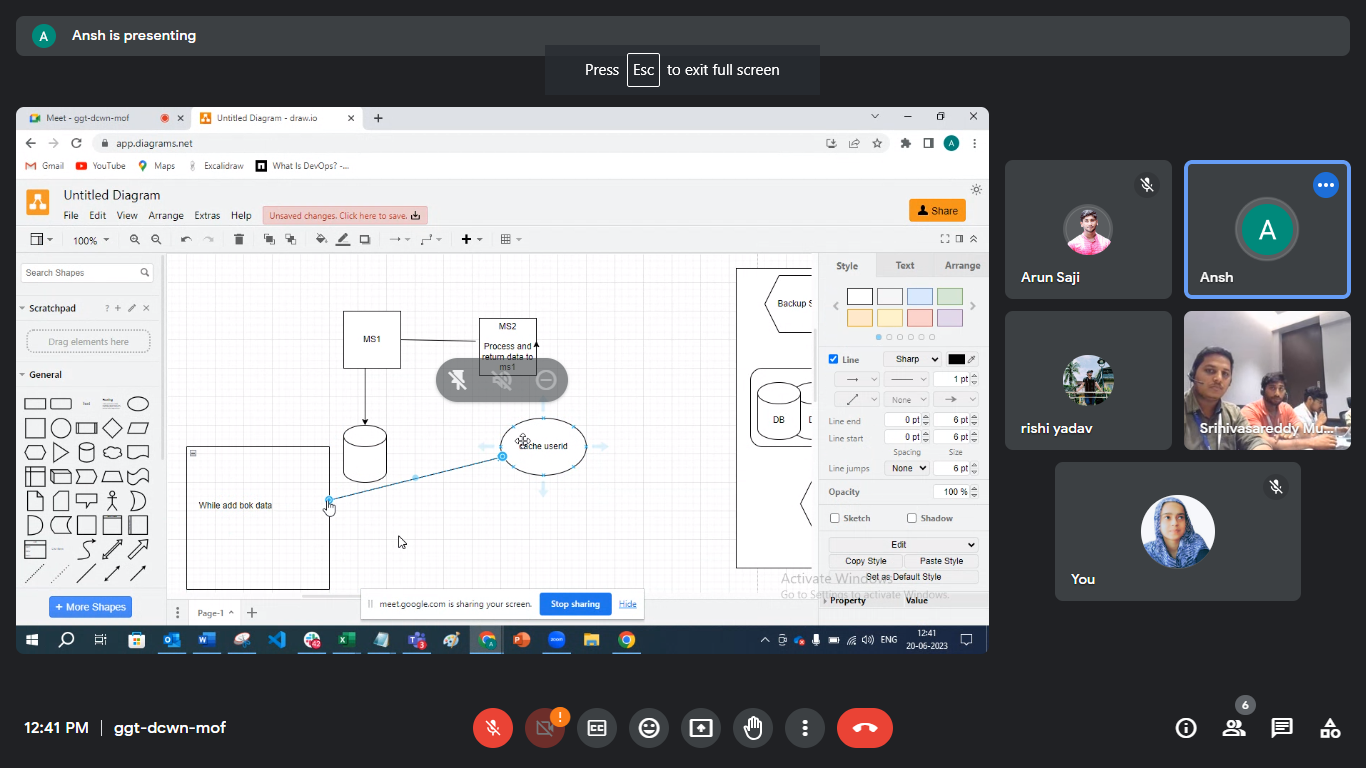 A Ansh is presenting
Press Esc to exit full screen
Meet - ggt-dcwn-mof
Untitled Diagram - draw.io
app.diagrams.net
A
Gmail YouTube Maps Excalidraw What Is DevOps? -...
Untitled Diagram
File Edit View Arrange Extras Help Unsaved changes. Click here to save.
Share
100%
Search Shapes
Scratchpad
Drag elements here
General
Text
Heading
+ More Shapes
MS1
MS2
Process and
return data to
ms1
cache userid
While add bok data
Backup S
DB
Style Text Arrange
Line Sharp
1 pt
None
Line end 0 pt 6 pt
Line start 0 pt 6 pt
Spacing Size
Line jumps None 6 pt
Opacity 100 %
Sketch Shadow
Edit
Copy Style Paste Style
Set as Default Style
Property Value
Activate Windows
Go to Settings to activate Windows.
Page-1
meet.google.com is sharing your screen. Stop sharing Hide
42
3
zoom
ENG
12:41
20-06-2023
Arun Saji
A
Ansh
rishi yadav
Srinivasareddy Mu...
You
12:41 PM | ggt-dcwn-mof
6